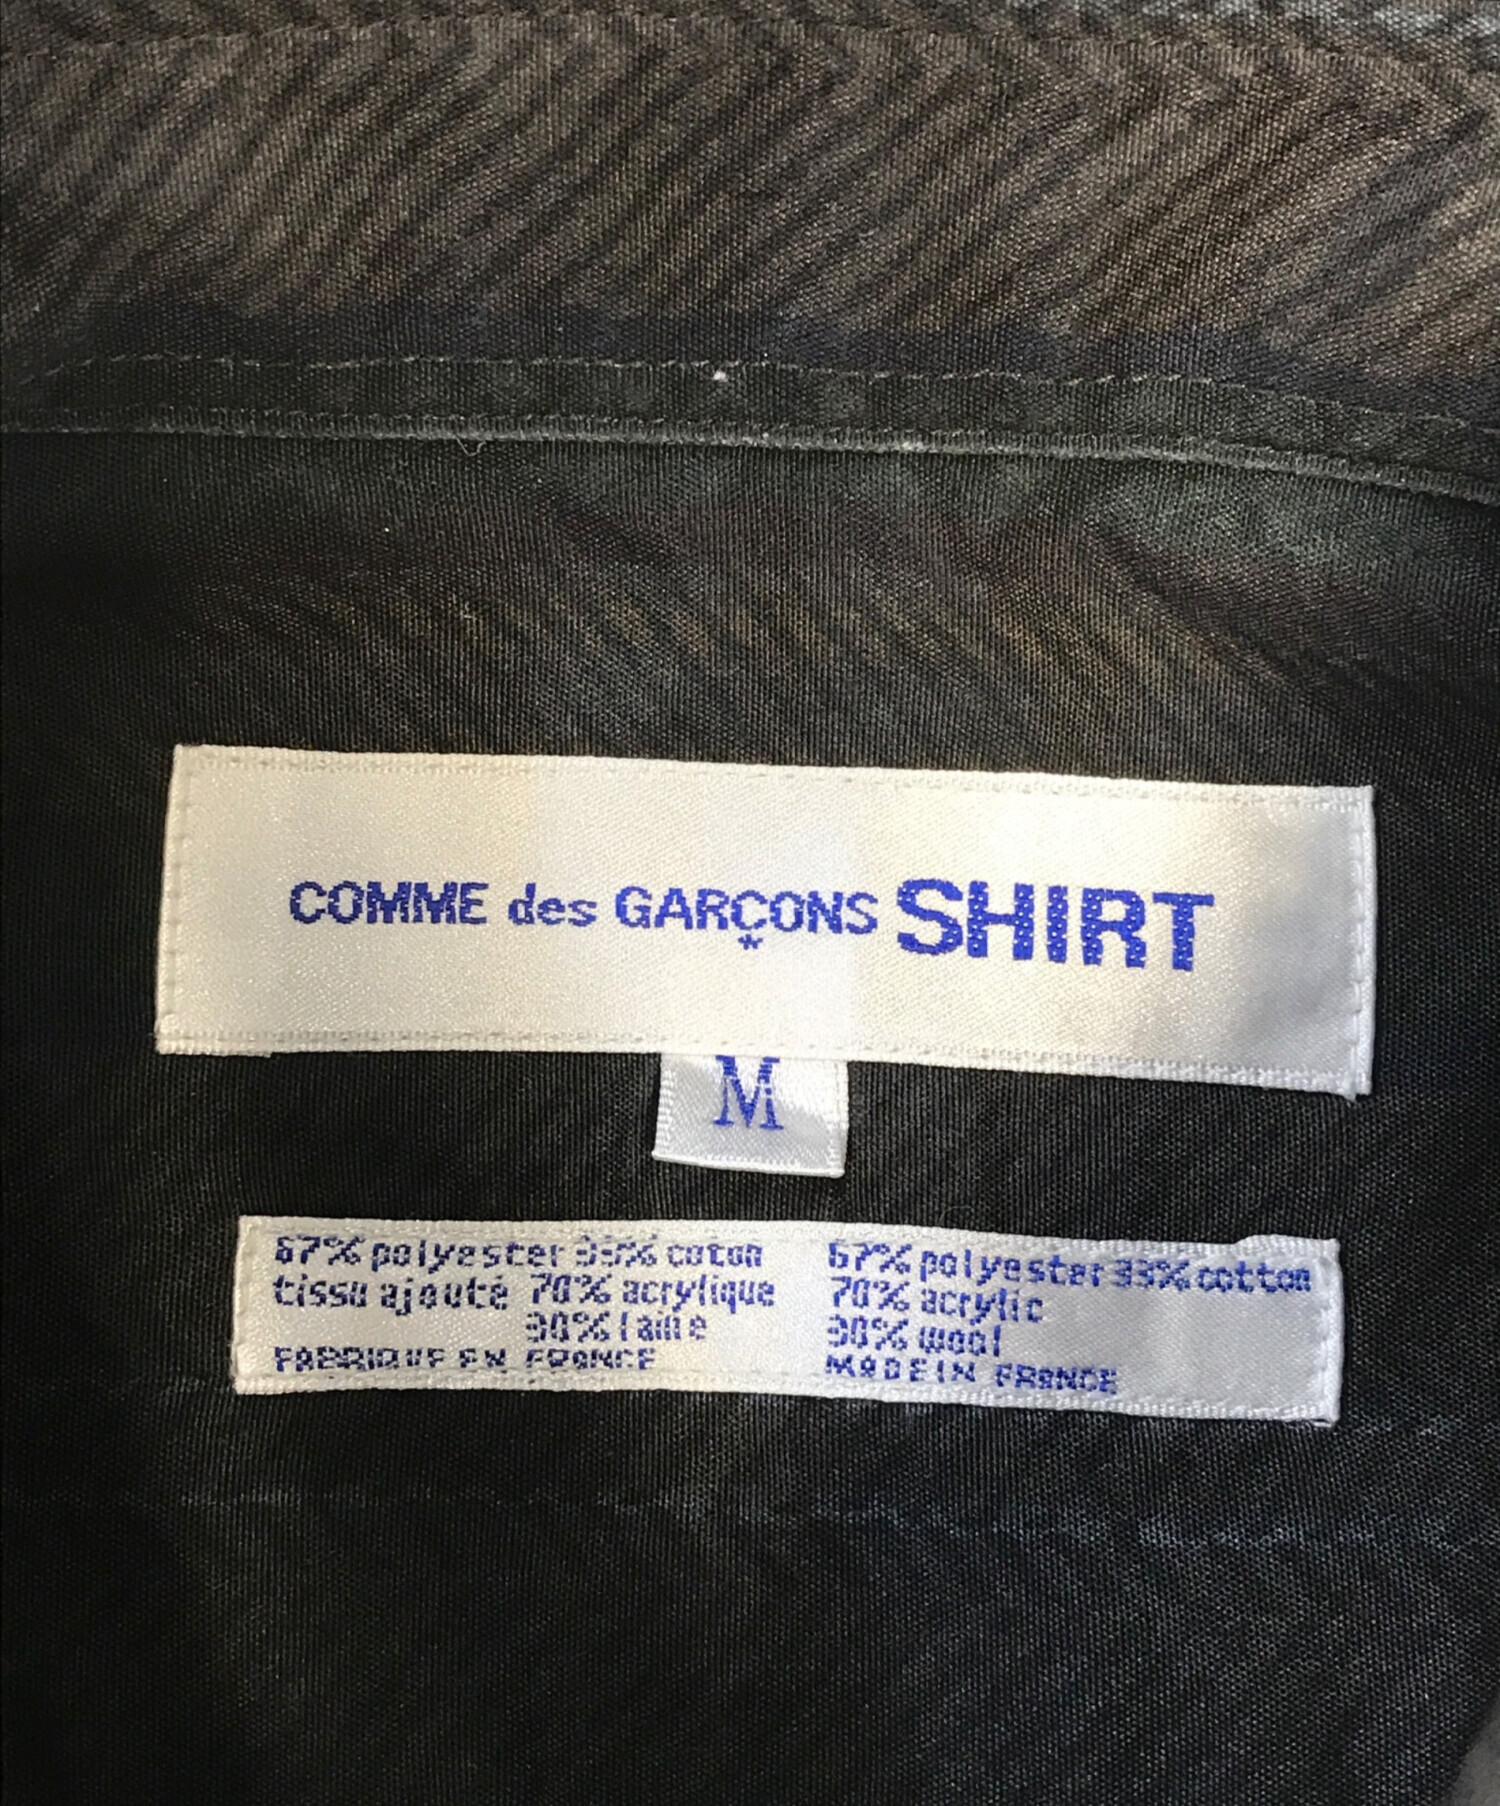 COMME des GARÇONS SHIRT
M
67% polyester 33% coton
tissu ajouté 70% acrylique
30% laine
FABRIQUE EN FRANCE
67% polyester 33% cotton
70% acrylic
30% wool
MADE IN FRANCE